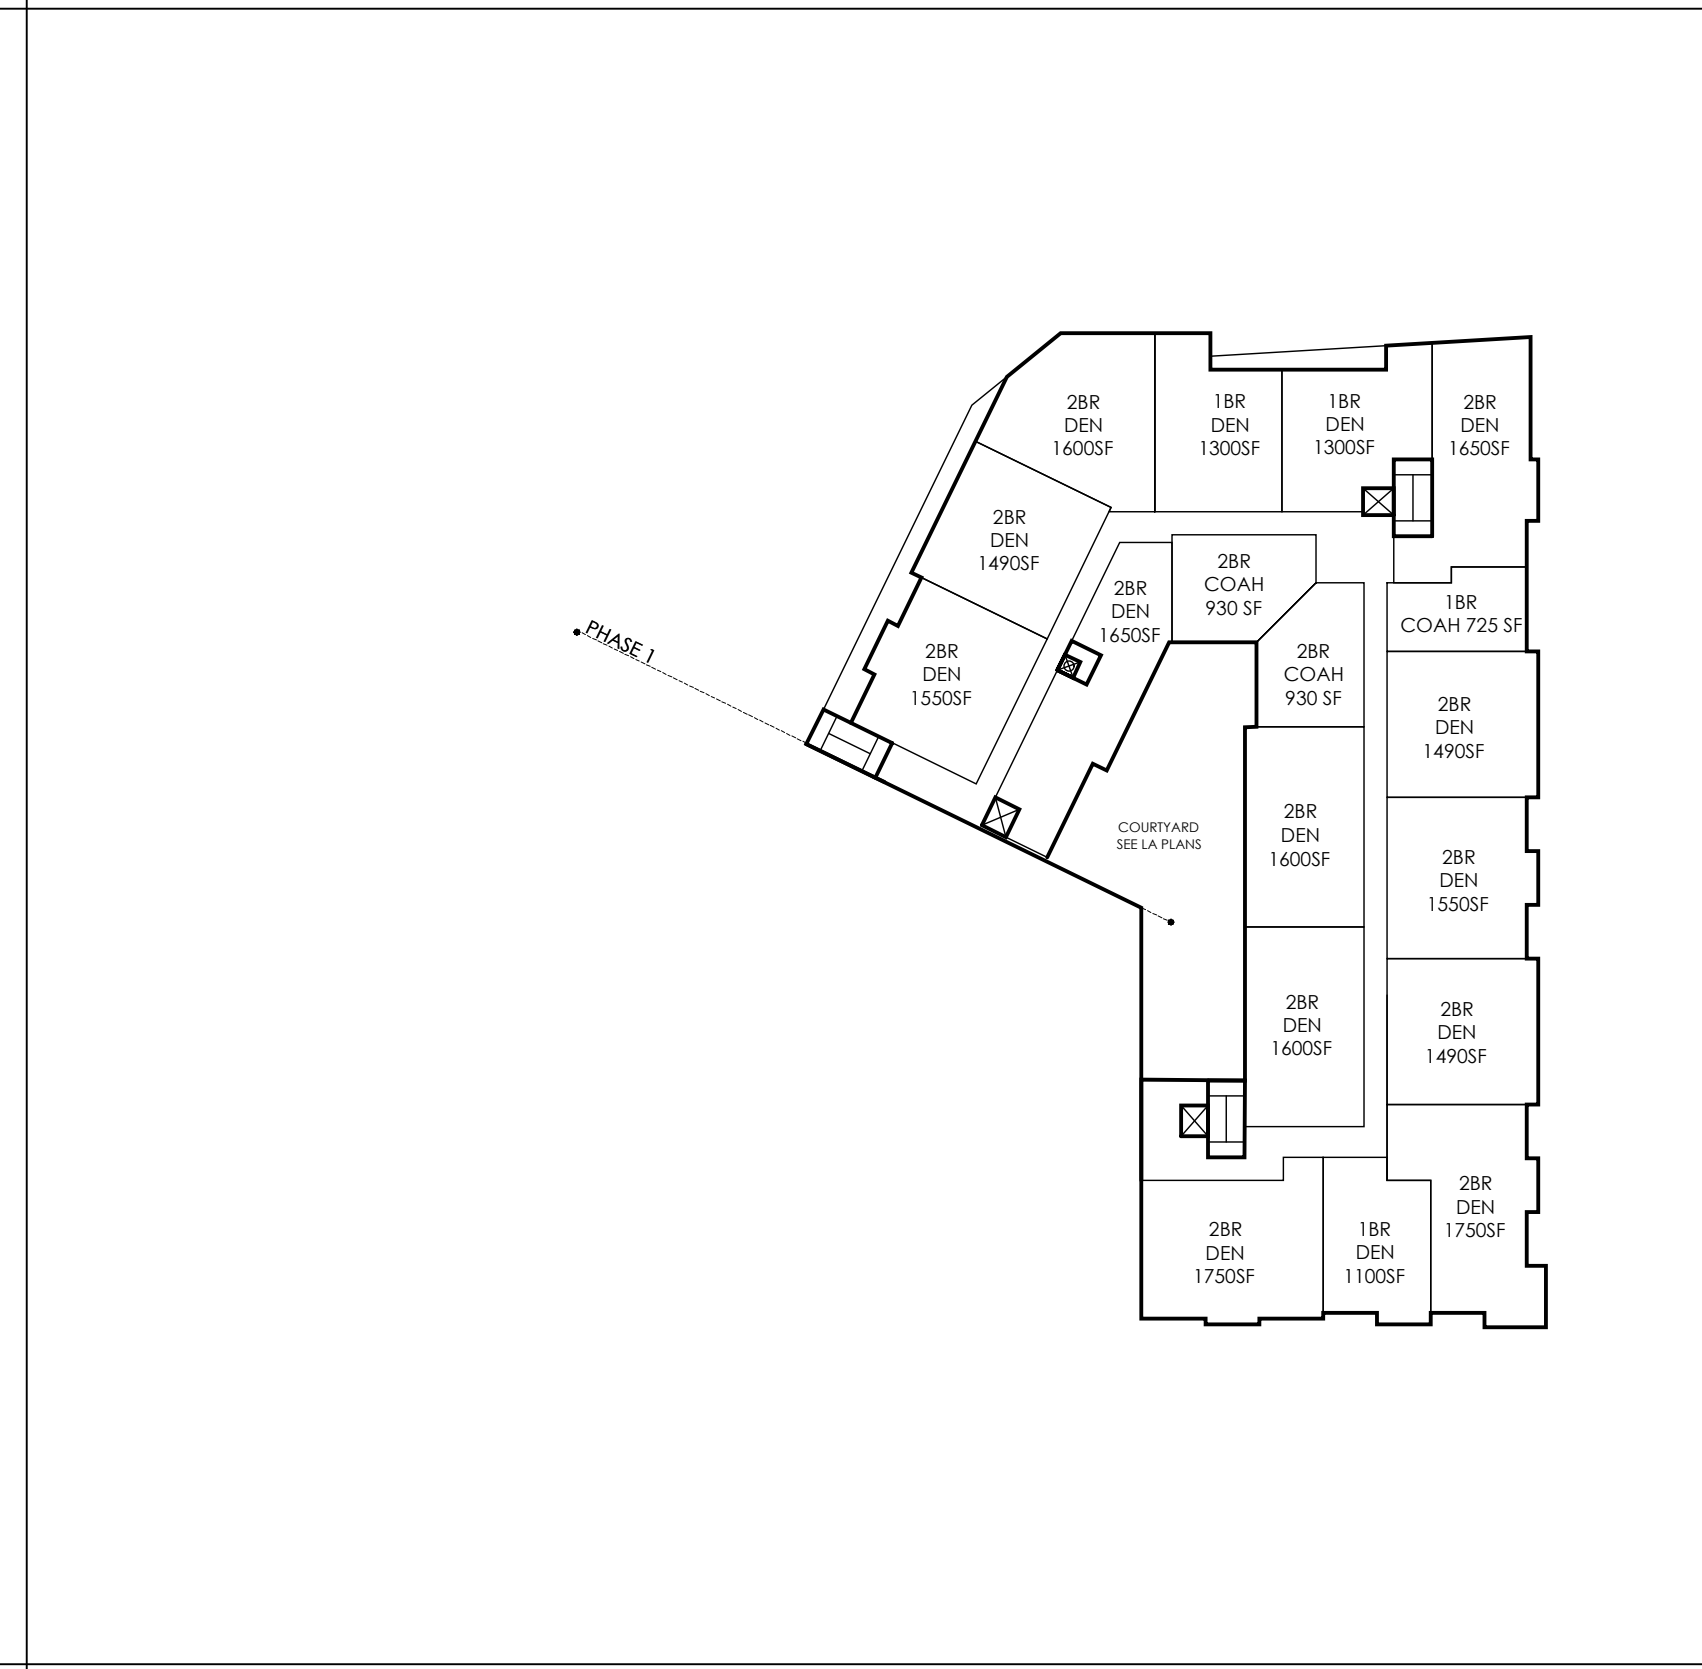 2BR
DEN
1600SF
1BR
DEN
1300SF
1BR
DEN
1300SF
2BR
DEN
1650SF
2BR
DEN
1490SF
2BR
DEN
1650SF
2BR
COAH
930 SF
1BR
COAH 725 SF
PHASE 1
2BR
DEN
1550SF
2BR
COAH
930 SF
2BR
DEN
1490SF
COURTYARD
SEE LA PLANS
2BR
DEN
1600SF
2BR
DEN
1550SF
2BR
DEN
1600SF
2BR
DEN
1490SF
2BR
DEN
1750SF
1BR
DEN
1100SF
2BR
DEN
1750SF